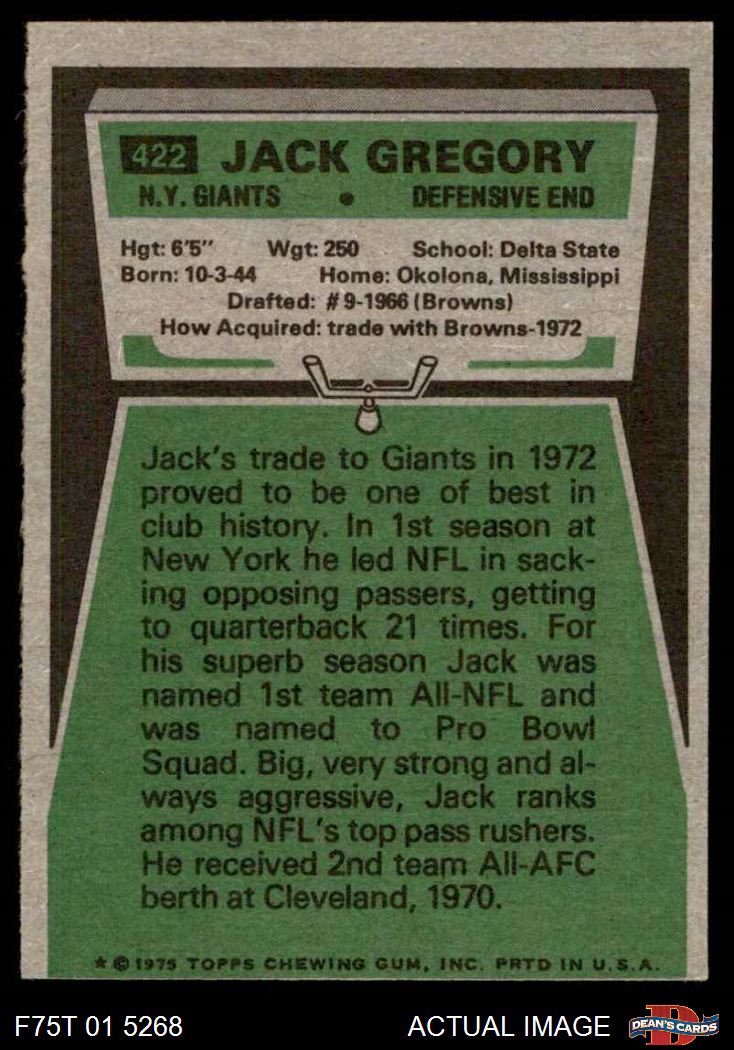 422 JACK GREGORY
N.Y. GIANTS • DEFENSIVE END
Hgt: 6'5" Wgt: 250 School: Delta State
Born: 10-3-44 Home: Okolona, Mississippi
Drafted: #9-1966 (Browns)
How Acquired: trade with Browns-1972
Jack's trade to Giants in 1972
proved to be one of best in
club history. In 1st season at
New York he led NFL in sack-
ing opposing passers, getting
to quarterback 21 times. For
his superb season Jack was
named 1st team All-NFL and
was named to Pro Bowl
Squad. Big, very strong and al-
ways aggressive, Jack ranks
among NFL's top pass rushers.
He received 2nd team All-AFC
berth at Cleveland, 1970.
* © 1975 TOPPS CHEWING GUM, INC. PRTD IN U.S.A.
F75T 01 5268 ACTUAL IMAGE D DEAN'S CARDS